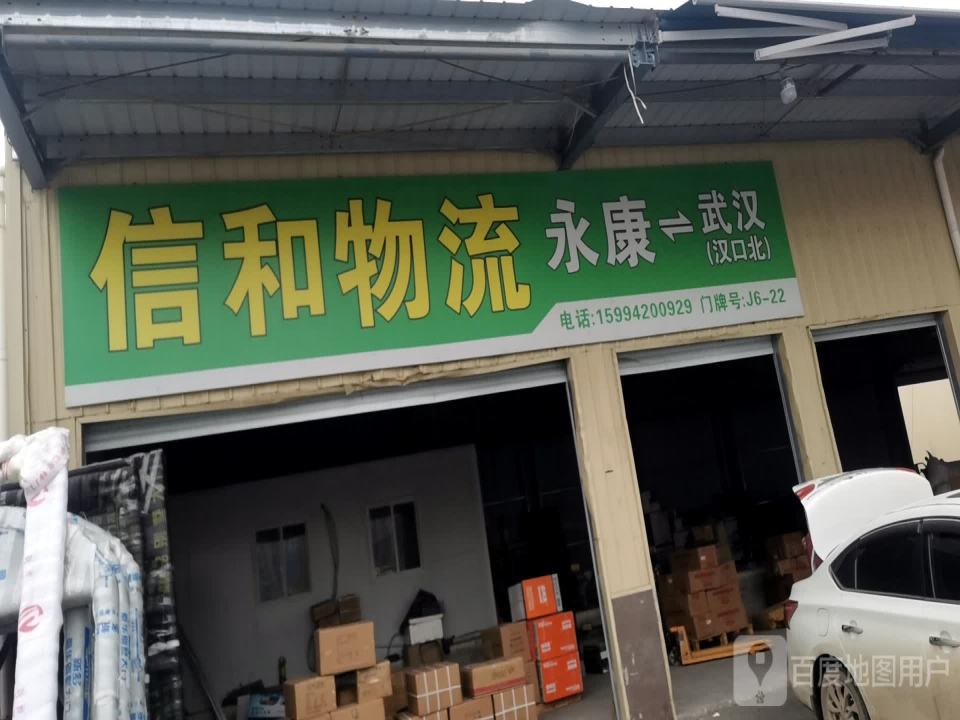 信和物流 永康⇌武汉
(汉口北)
电话:15994200929 门牌号:J6-22
百度地图用户